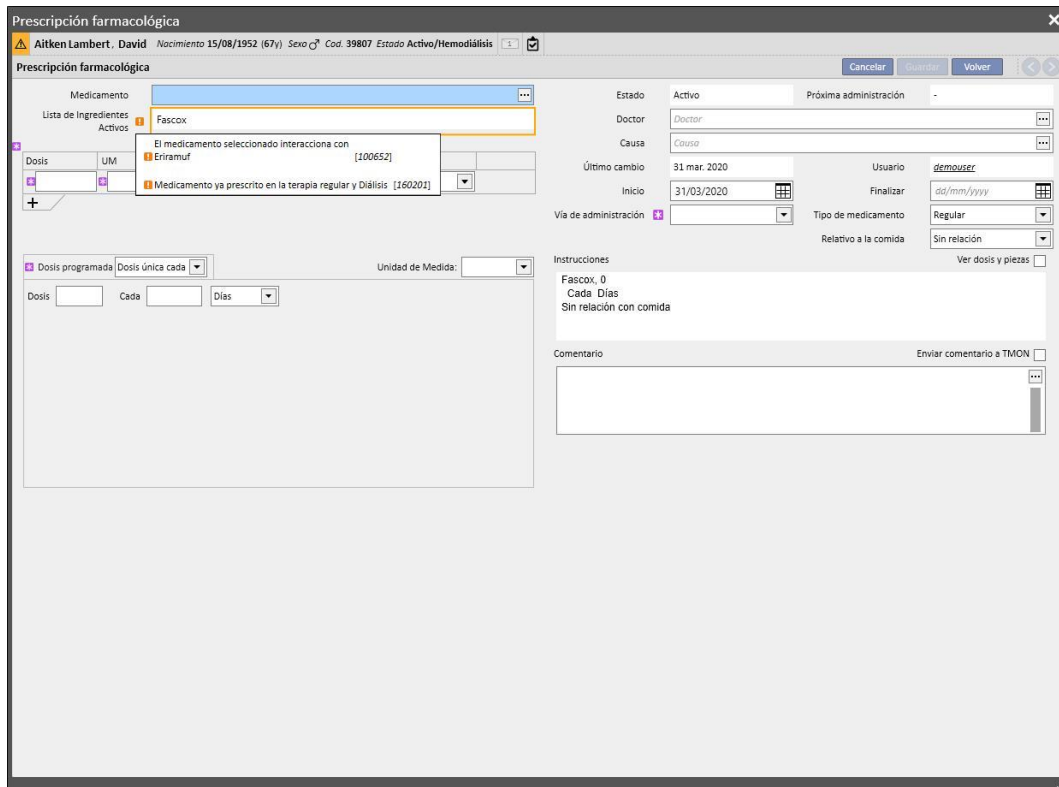 Prescripción farmacológica
Aitken Lambert, David Nacimiento 15/08/1952 (67y) Sexo Cod. 39807 Estado Activo/Hemodiálisis 1
Prescripción farmacológica Cancelar Guardar Volver
Medicamento Estado Activo Próxima administración -
Lista de Ingredientes Activos Fascox Doctor Doctor
El medicamento seleccionado interacciona con
Eriramuf [100652]
Medicamento ya prescrito en la terapia regular y Diálisis [160201]
Causa Causa
Dosis UM Último cambio 31 mar. 2020 Usuario demouser
Inicio 31/03/2020 Finalizar dd/mm/yyyy
+ Vía de administración Tipo de medicamento Regular
Relativo a la comida Sin relación
Dosis programada Dosis única cada Unidad de Medida: Instrucciones Ver dosis y piezas
Dosis Cada Días
Fascox, 0
Cada Días
Sin relación con comida
Comentario Enviar comentario a TMON